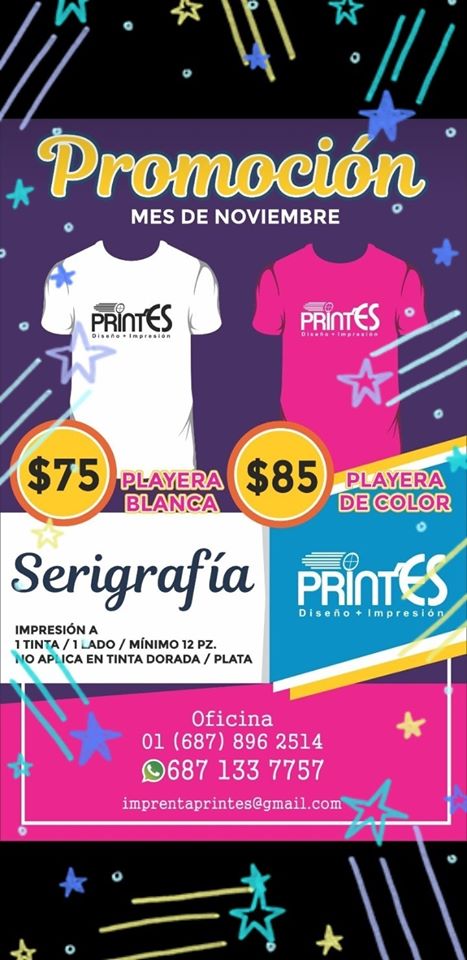 Promoción
MES DE NOVIEMBRE
PRINTES
Diseño + Impresión
PRINTES
Diseño + Impresión
$75
PLAYERA
BLANCA
$85
PLAYERA
DE COLOR
Serigrafía
IMPRESIÓN A
1 TINTA / 1 LADO / MÍNIMO 12 PZ.
NO APLICA EN TINTA DORADA / PLATA
PRINTES
Diseño + Impresión
Oficina
01 (687) 896 2514
687 133 7757
imprentaprintes@gmail.com